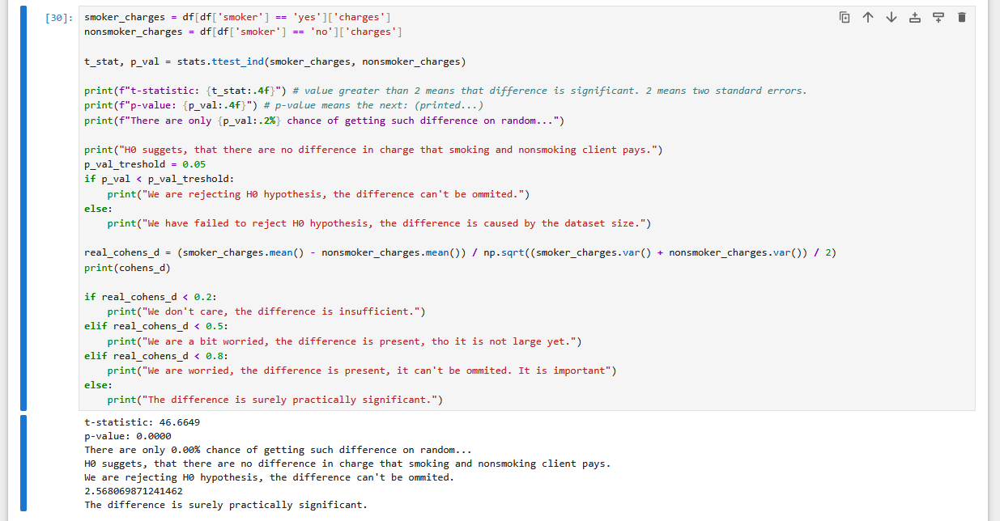 [30]: smoker_charges = df[df['smoker'] == 'yes']['charges']
nonsmoker_charges = df[df['smoker'] == 'no']['charges']
t_stat, p_val = stats.ttest_ind(smoker_charges, nonsmoker_charges)
print(f"t-statistic: {t_stat:.4f}") # value greater than 2 means that difference is significant. 2 means two standard errors.
print(f"p-value: {p_val:.4f}") # p-value means the next: (printed...)
print(f"There are only {p_val:.2%} chance of getting such difference on random...")
print("H0 suggests, that there are no difference in charge that smoking and nonsmoking client pays.")
p_val_treshold = 0.05
if p_val < p_val_treshold:
    print("We are rejecting H0 hypothesis, the difference can't be ommited.")
else:
    print("We have failed to reject H0 hypothesis, the difference is caused by the dataset size.")
real_cohens_d = (smoker_charges.mean() - nonsmoker_charges.mean()) / np.sqrt((smoker_charges.var() + nonsmoker_charges.var()) / 2)
print(cohens_d)
if real_cohens_d < 0.2:
    print("We don't care, the difference is insufficient.")
elif real_cohens_d < 0.5:
    print("We are a bit worried, the difference is present, tho it is not large yet.")
elif real_cohens_d < 0.8:
    print("We are worried, the difference is present, it can't be ommited. It is important")
else:
    print("The difference is surely practically significant.")
t-statistic: 46.6649
p-value: 0.0000
There are only 0.00% chance of getting such difference on random...
H0 suggests, that there are no difference in charge that smoking and nonsmoking client pays.
We are rejecting H0 hypothesis, the difference can't be ommited.
2.568069871241462
The difference is surely practically significant.